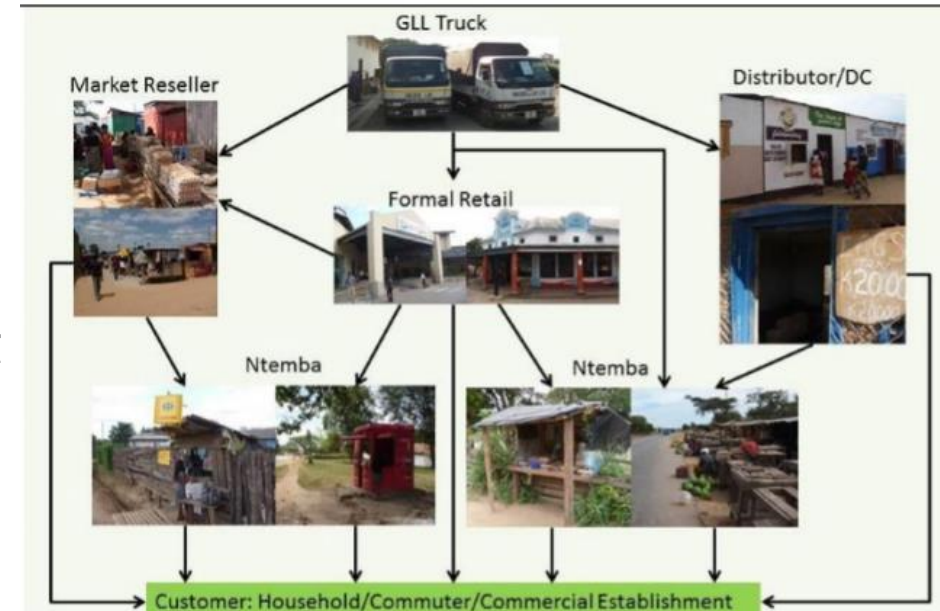 GLL Truck
Market Reseller
Distributor/DC
Formal Retail
K200
Ntemba
Ntemba
Customer: Household/Commuter/Commercial Establishment